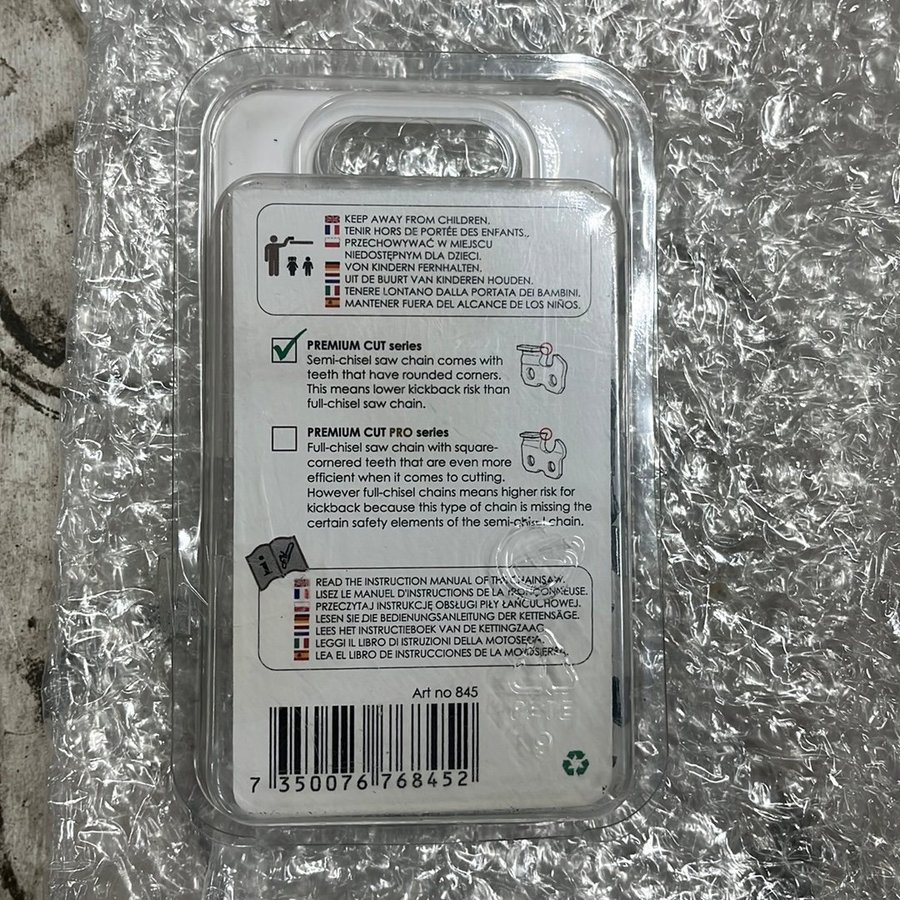 KEEP AWAY FROM CHILDREN.
TENIR HORS DE PORTÉE DES ENFANTS.,
PRZECHOWYWAĆ W MIEJSCU
NIEDOSTĘPNYM DLA DZIECI.
VON KINDERN FERNHALTEN.
UIT DE BUURT VAN KINDEREN HOUDEN.
TENERE LONTANO DALLA PORTATA DEI BAMBINI.
MANTENER FUERA DEL ALCANCE DE LOS NIÑOS.
PREMIUM CUT series
Semi-chisel saw chain comes with
teeth that have rounded corners.
This means lower kickback risk than
full-chisel saw chain.
PREMIUM CUT PRO series
Full-chisel saw chain with square-
cornered teeth that are even more
efficient when it comes to cutting.
However full-chisel chains means higher risk for
kickback because this type of chain is missing the
certain safety elements of the semi-chisel chain.
READ THE INSTRUCTION MANUAL OF THE CHAINSAW.
LISEZ LE MANUEL D'INSTRUCTIONS DE LA TRONÇONNEUSE.
PRZECZYTAJ INSTRUKCJĘ OBSŁUGI PIŁY ŁAŃCUCHOWEJ.
LESEN SIE DIE BEDIENUNGSANLEITUNG DER KETTENSÄGE.
LEES HET INSTRUCTIEBOEK VAN DE KETTINGZAAG
LEGGI IL LIBRO DI ISTRUZIONI DELLA MOTOSEGA.
LEA EL LIBRO DE INSTRUCCIONES DE LA MOTOSIERRA.
Art no 845
PETE
7 350076 768452